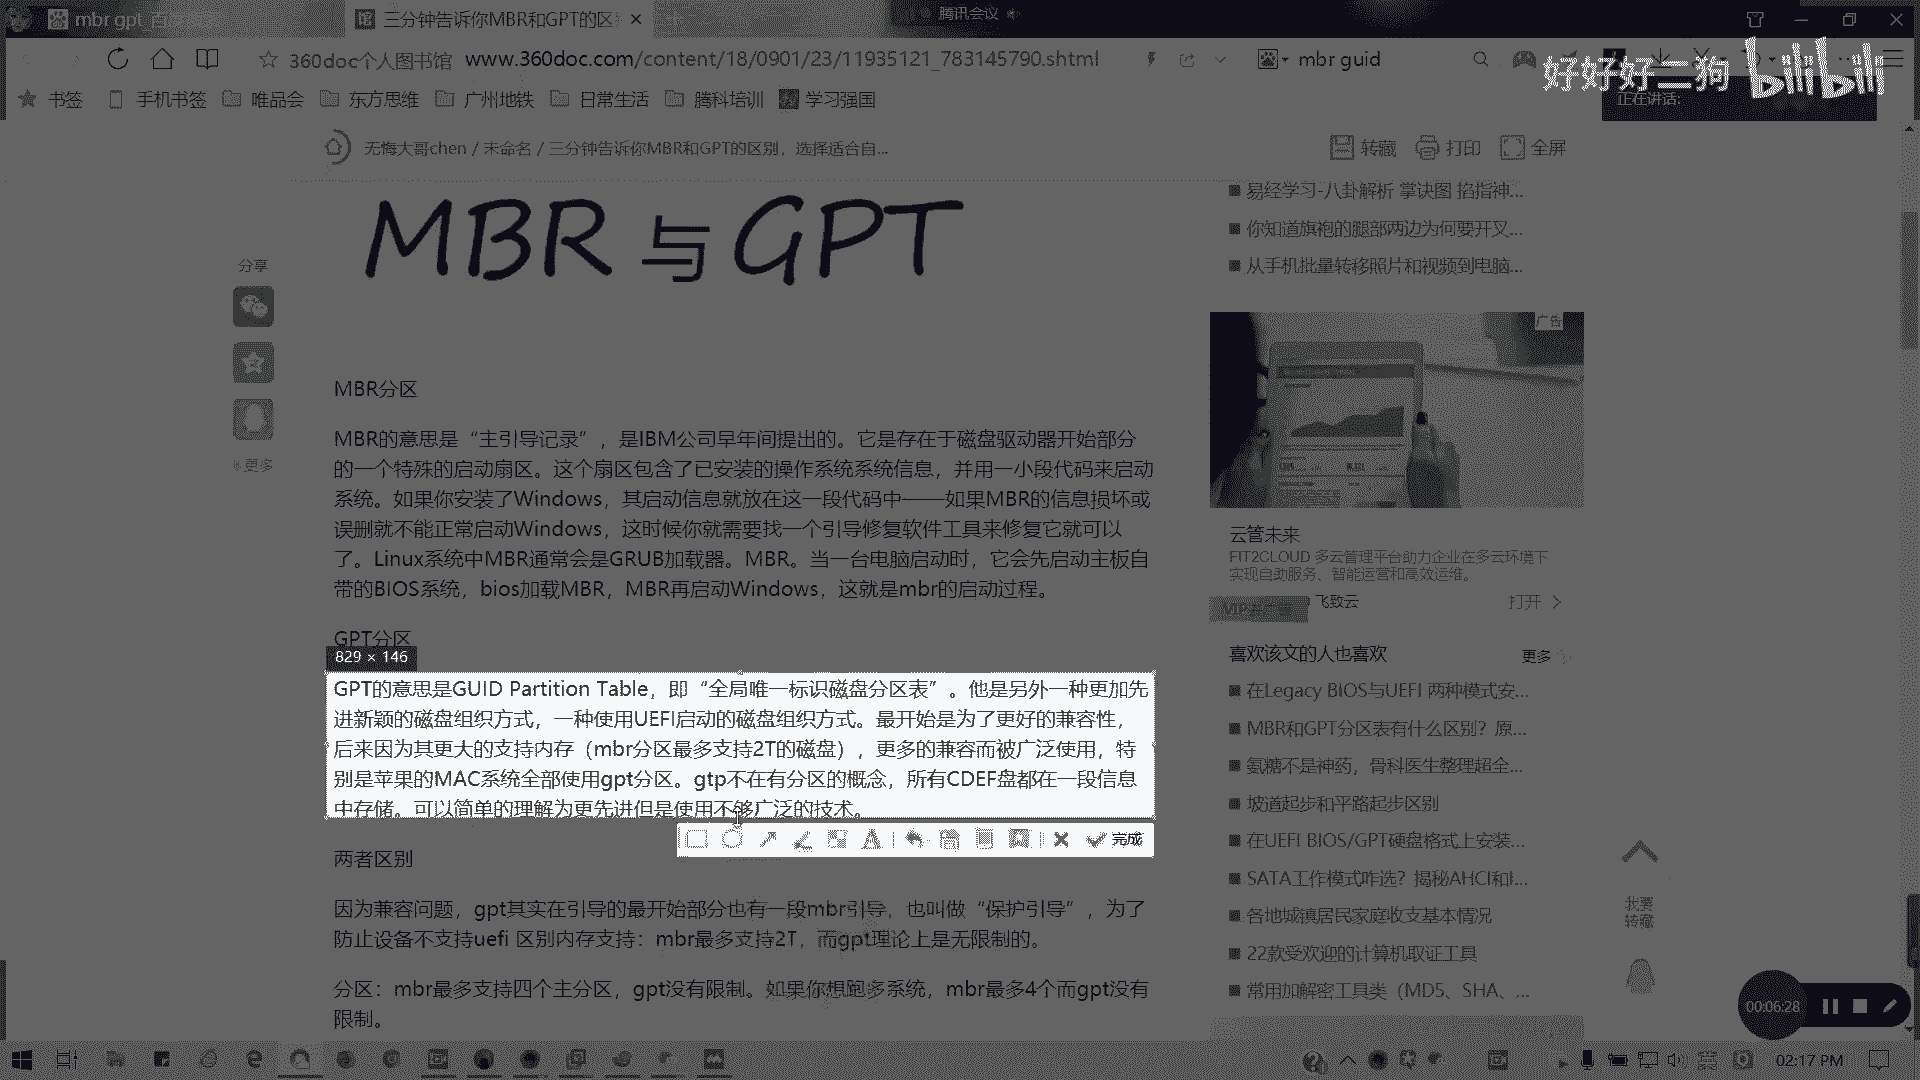 mbr gpt_百
三分钟告诉你MBR和GPT的区
腾讯会议
360doc个人图书馆 www.360doc.com/content/18/0901/23/11935121_783145790.shtml
mbr guid
好好好二狗 bilibili
书签 手机书签 唯品会 东方思维 广州地铁 日常生活 腾科培训 学习强国
正在讲话:
无悔大哥chen / 未命名 / 三分钟告诉你MBR和GPT的区别，选择适合自...
转藏 打印 全屏
MBR与GPT
分享
更多
MBR分区
MBR的意思是“主引导记录”，是IBM公司早年间提出的。它是存在于磁盘驱动器开始部分
的一个特殊的启动扇区。这个扇区包含了已安装的操作系统系统信息，并用一小段代码来启动
系统。如果你安装了Windows，其启动信息就放在这一段代码中——如果MBR的信息损坏或
误删就不能正常启动Windows，这时候你就需要找一个引导修复软件工具来修复它就可以
了。Linux系统中MBR通常会是GRUB加载器。MBR。当一台电脑启动时，它会先启动主板自
带的BIOS系统，bios加载MBR，MBR再启动Windows，这就是mbr的启动过程。
GPT分区
829 × 146
GPT的意思是GUID Partition Table，即“全局唯一标识磁盘分区表”。他是另外一种更加先
进新颖的磁盘组织方式，一种使用UEFI启动的磁盘组织方式。最开始是为了更好的兼容性，
后来因为其更大的支持内存（mbr分区最多支持2T的磁盘），更多的兼容而被广泛使用，特
别是苹果的MAC系统全部使用gpt分区。gtp不在有分区的概念，所有CDEF盘都在一段信息
中存储。可以简单的理解为更先进但是使用不够广泛的技术。
完成
两者区别
因为兼容问题，gpt其实在引导的最开始部分也有一段mbr引导，也叫做“保护引导”，为了
防止设备不支持uefi 区别内存支持：mbr最多支持2T，而gpt理论上是无限制的。
分区：mbr最多支持四个主分区，gpt没有限制。如果你想跑多系统，mbr最多4个而gpt没有
限制。
易经学习-八卦解析 掌诀图 掐指神...
你知道旗袍的腿部两边为何要开叉...
从手机批量转移照片和视频到电脑...
广告
云管未来
FIT2CLOUD 多云管理平台助力企业在多云环境下
实现自助服务、智能运营和高效运维。
飞致云 打开
喜欢该文的人也喜欢 更多
在Legacy BIOS与UEFI 两种模式安...
MBR和GPT分区表有什么区别？原...
氨糖不是神药，骨科医生整理超全...
坡道起步和平路起步区别
在UEFI BIOS/GPT硬盘格式上安装...
SATA工作模式咋选？揭秘AHCI和I...
各地城镇居民家庭收支基本情况
22款受欢迎的计算机取证工具
常用加解密工具类（MD5、SHA、...
我要
转藏
00:06:28
02:17 PM